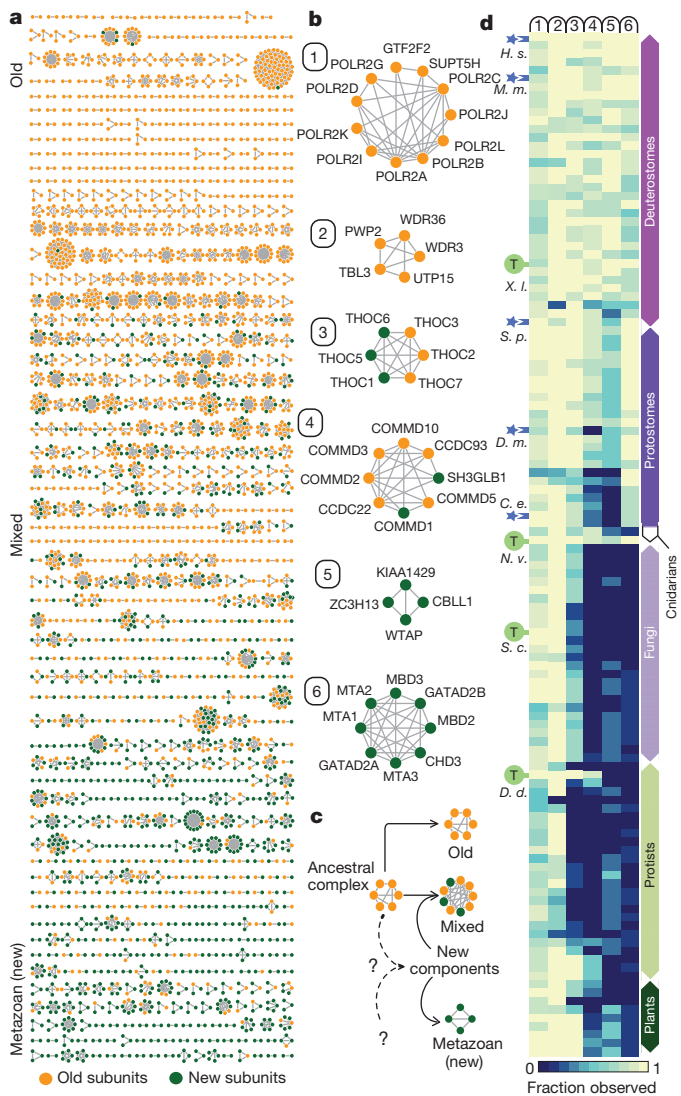 a
Old
Mixed
Metazoan (new)
Old subunits
New subunits
b
1
GTF2F2
POLR2G
SUPT5H
POLR2D
POLR2C
POLR2K
POLR2J
POLR2I
POLR2L
POLR2A
POLR2B
2
WDR36
PWP2
WDR3
TBL3
UTP15
3
THOC6
THOC3
THOC5
THOC2
THOC1
THOC7
4
COMMD10
COMMD3
CCDC93
COMMD2
SH3GLB1
CCDC22
COMMD5
COMMD1
5
KIAA1429
ZC3H13
CBLL1
WTAP
6
MBD3
MTA2
GATAD2B
MTA1
MBD2
GATAD2A
CHD3
MTA3
c
Ancestral
complex
Old
Mixed
?
New
components
?
Metazoan
(new)
d
1 2 3 4 5 6
H. s.
M. m.
T
X. l.
S. p.
D. m.
C. e.
T
N. v.
T
S. c.
T
D. d.
Deuterostomes
Protostomes
Cnidarians
Fungi
Protists
Plants
0 1
Fraction observed